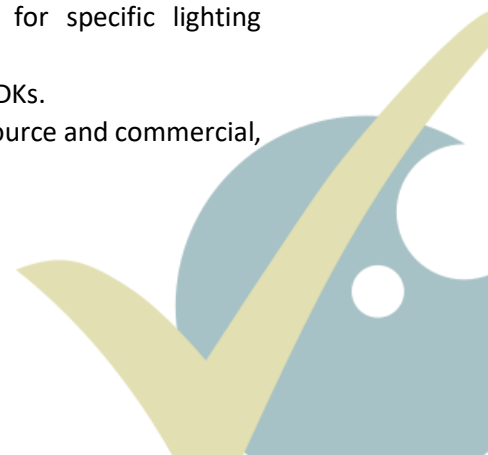 for specific lighting
DKs.
ource and commercial,